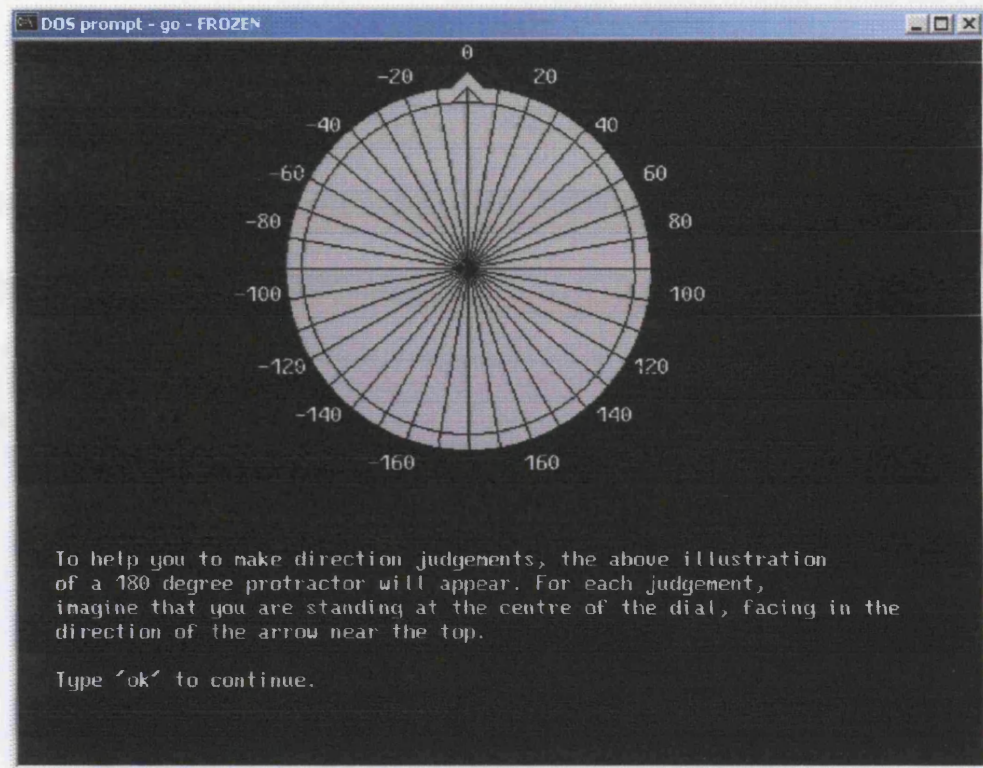 DOS prompt - go - FROZEN
0
-20 20
-40 40
-60 60
-80 80
-100 100
-120 120
-140 140
-160 160
To help you to make direction judgements, the above illustration
of a 180 degree protractor will appear. For each judgement,
imagine that you are standing at the centre of the dial, facing in the
direction of the arrow near the top.
Type 'ok' to continue.